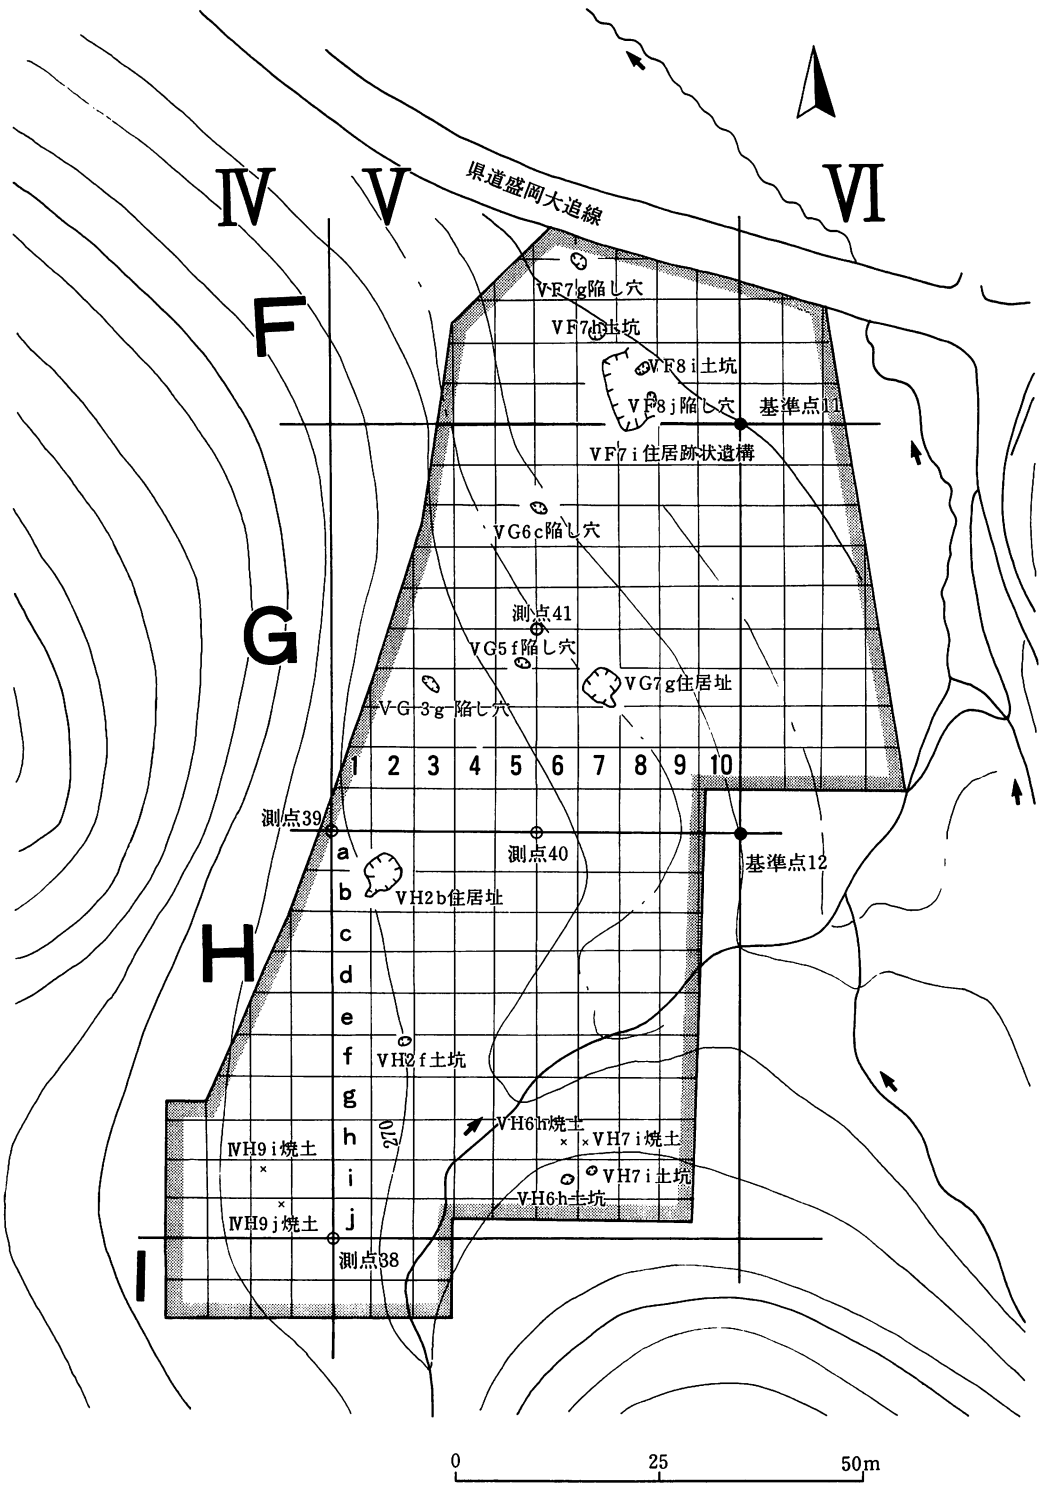 県道盛岡大迫線
Ⅳ
Ⅴ
Ⅵ
F
ⅤF7g陥し穴
ⅤF7h土坑
ⅤF8i土坑
ⅤF8j陥し穴
基準点11
ⅤF7i住居跡状遺構
ⅤG6c陥し穴
測点41
G
ⅤG5f陥し穴
ⅤG7g住居址
ⅤG3g陥し穴
1 2 3 4 5 6 7 8 9 10
測点39
測点40
基準点12
a
b
ⅤH2b住居址
c
H
d
e
f
ⅤH2f土坑
g
270
ⅤH6h焼土
h
ⅤH7i焼土
ⅣH9i焼土
i
ⅤH7i土坑
ⅤH6h土坑
j
ⅣH9j焼土
測点38
I
0 25 50m